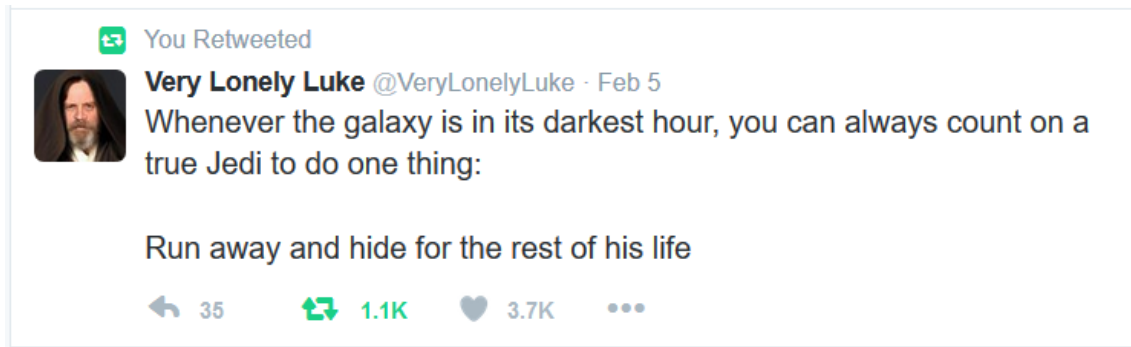 You Retweeted
Very Lonely Luke @VeryLonelyLuke · Feb 5
Whenever the galaxy is in its darkest hour, you can always count on a
true Jedi to do one thing:
Run away and hide for the rest of his life
35 1.1K 3.7K